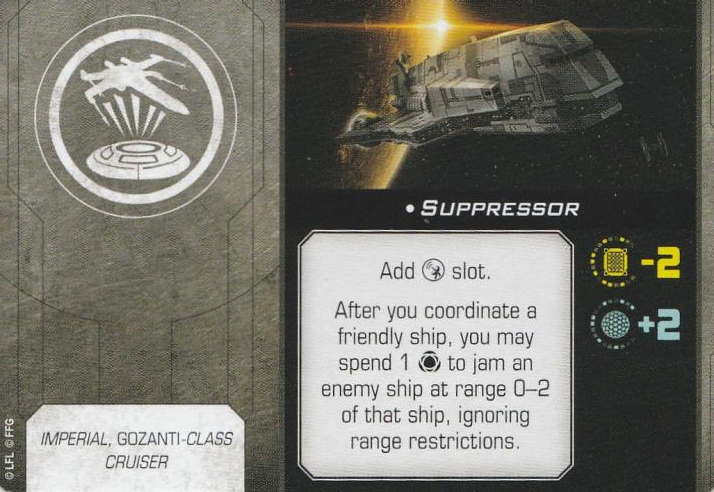 • SUPPRESSOR
Add slot.
After you coordinate a
friendly ship, you may
spend 1 to jam an
enemy ship at range 0–2
of that ship, ignoring
range restrictions.
-2
+2
IMPERIAL, GOZANTI-CLASS
CRUISER
© LFL © FFG